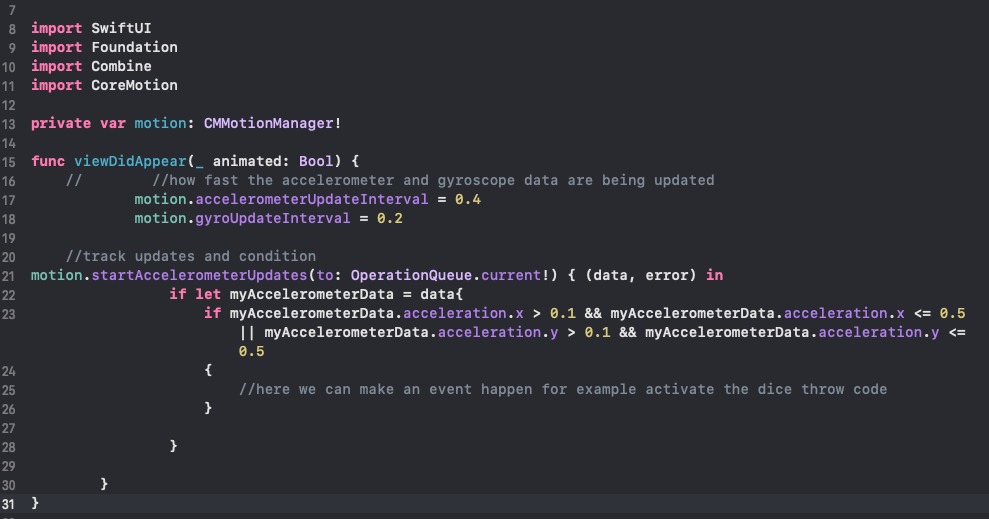 7
8 import SwiftUI
9 import Foundation
10 import Combine
11 import CoreMotion
12
13 private var motion: CMMotionManager!
14
15 func viewDidAppear(_ animated: Bool) {
16 // //how fast the accelerometer and gyroscope data are being updated
17 motion.accelerometerUpdateInterval = 0.4
18 motion.gyroUpdateInterval = 0.2
19
20 //track updates and condition
21 motion.startAccelerometerUpdates(to: OperationQueue.current!) { (data, error) in
22 if let myAccelerometerData = data{
23 if myAccelerometerData.acceleration.x > 0.1 && myAccelerometerData.acceleration.x <= 0.5
|| myAccelerometerData.acceleration.y > 0.1 && myAccelerometerData.acceleration.y <=
0.5
24 {
25 //here we can make an event happen for example activate the dice throw code
26 }
27
28 }
29
30 }
31 }